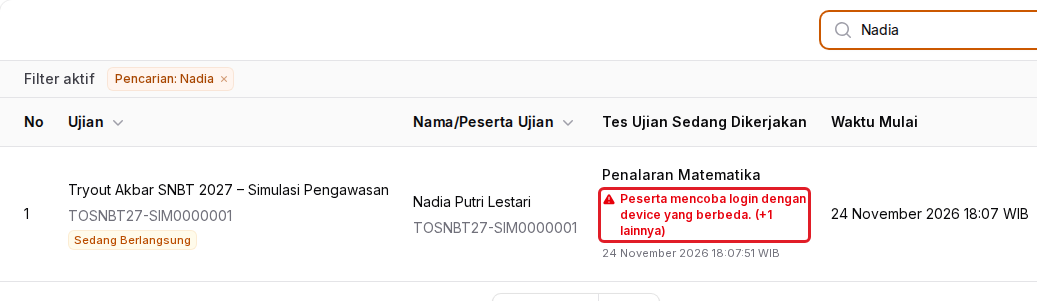 Nadia
Filter aktif
Pencarian: Nadia ×
No
Ujian
Nama/Peserta Ujian
Tes Ujian Sedang Dikerjakan
Waktu Mulai
1
Tryout Akbar SNBT 2027 – Simulasi Pengawasan
TOSNBT27-SIM0000001
Sedang Berlangsung
Nadia Putri Lestari
TOSNBT27-SIM0000001
Penalaran Matematika
Peserta mencoba login dengan
device yang berbeda. (+1
lainnya)
24 November 2026 18:07:51 WIB
24 November 2026 18:07 WIB